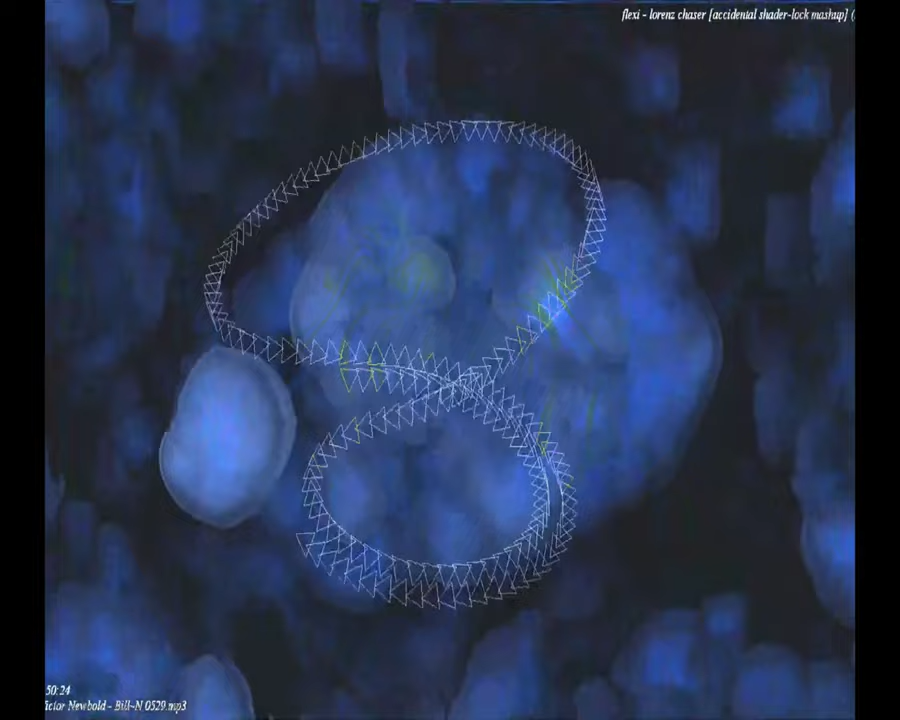 flexi - lorenz chaser [accidental shader-lock mashup] (
50:24
ictor Newbold - Bill-N 0529.mp3